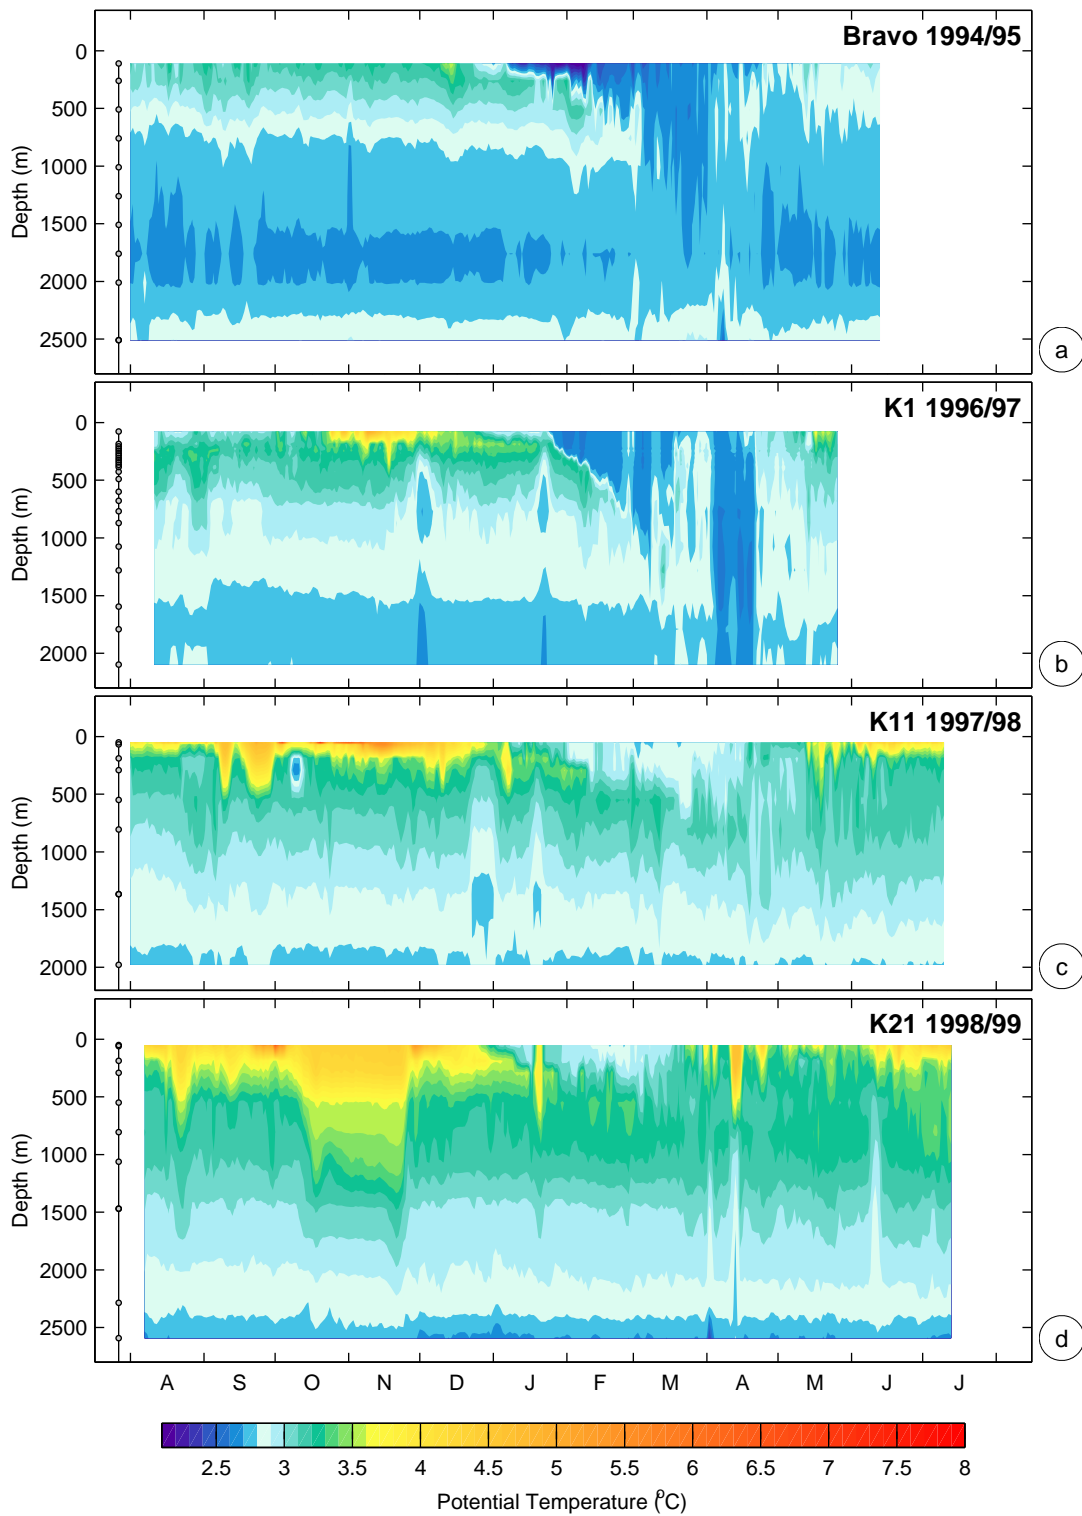 Bravo 1994/95
0
500
1000
1500
2000
2500
Depth (m)
a
K1 1996/97
0
500
1000
1500
2000
Depth (m)
b
K11 1997/98
0
500
1000
1500
2000
Depth (m)
c
K21 1998/99
0
500
1000
1500
2000
2500
Depth (m)
d
A S O N D J F M A M J J
2.5 3 3.5 4 4.5 5 5.5 6 6.5 7 7.5 8
Potential Temperature (°C)